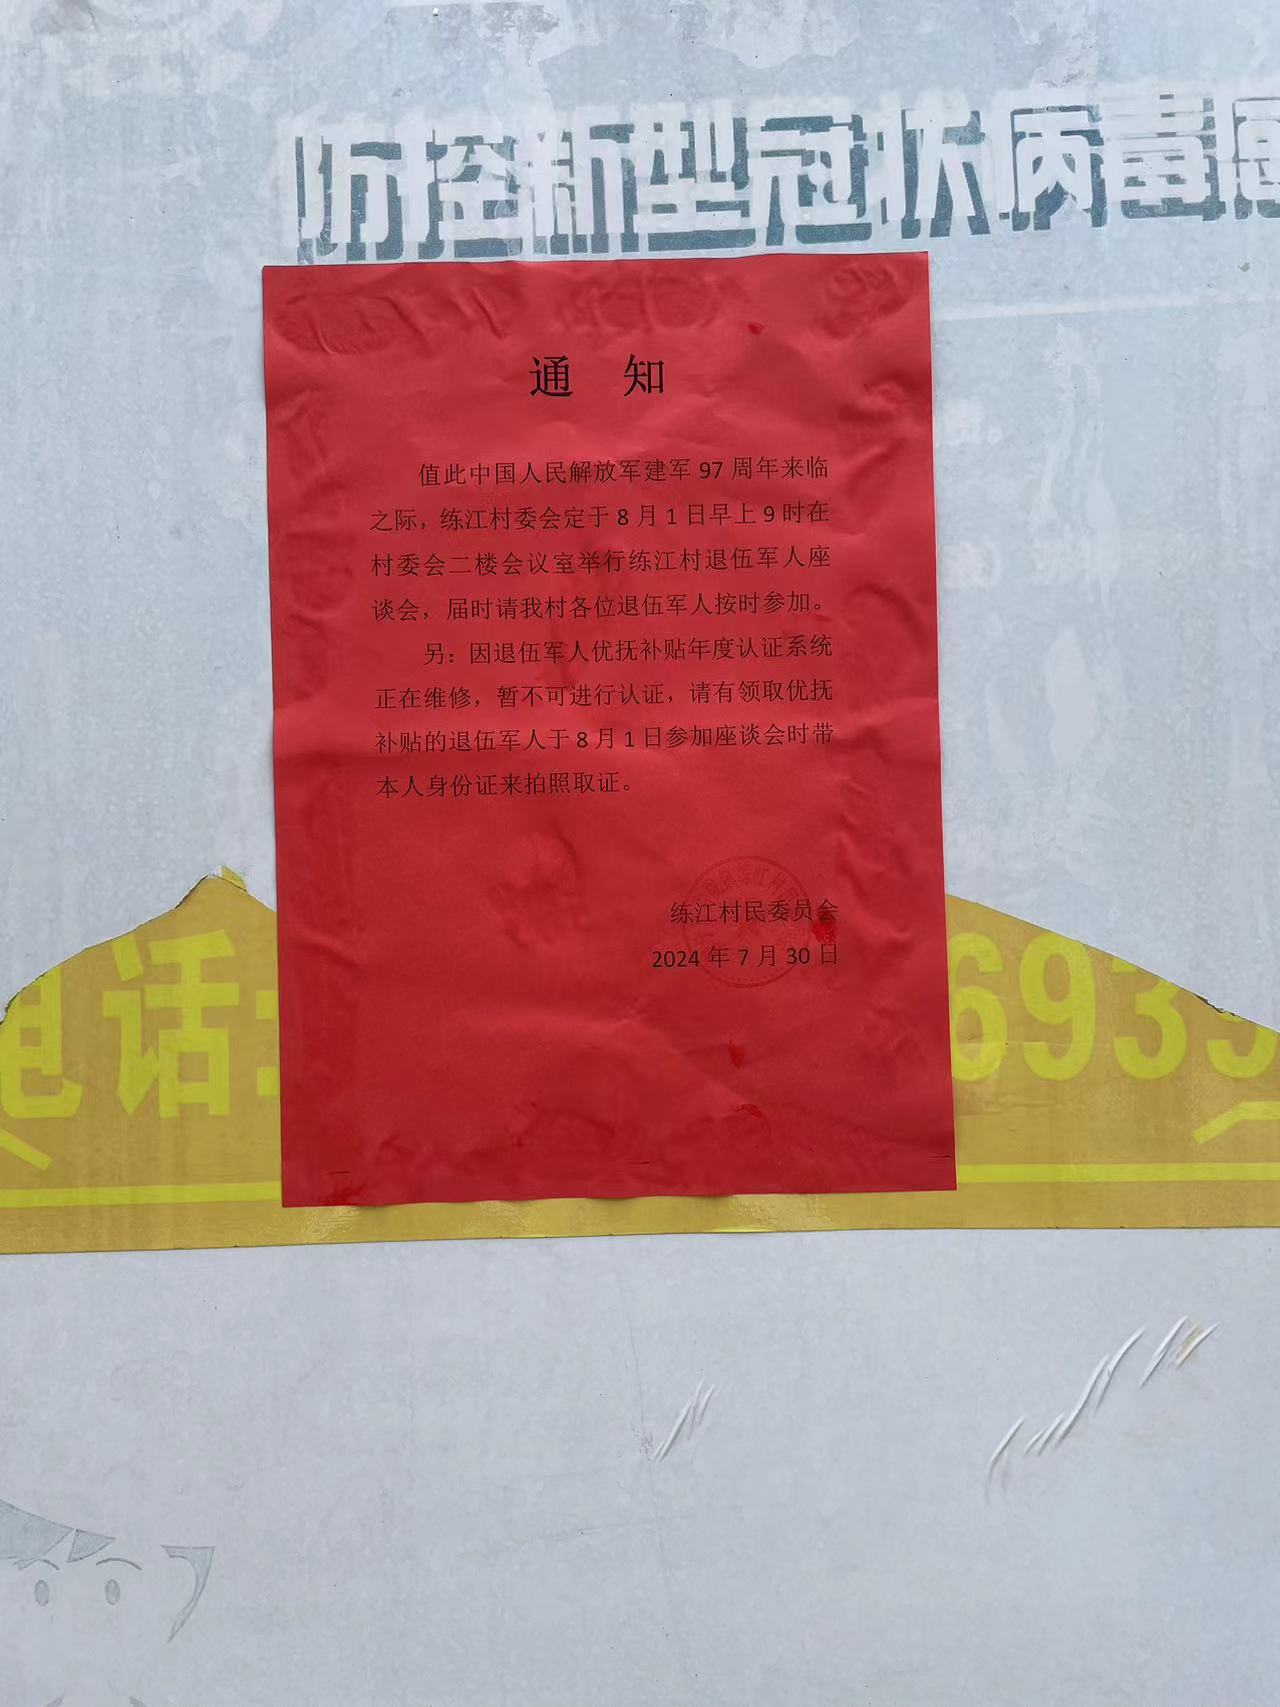 防控新型冠状病毒感
通 知
值此中国人民解放军建军 97 周年来临
之际，练江村委会定于 8 月 1 日早上 9 时在
村委会二楼会议室举行练江村退伍军人座
谈会，届时请我村各位退伍军人按时参加。
另：因退伍军人优抚补贴年度认证系统
正在维修，暂不可进行认证，请有领取优抚
补贴的退伍军人于 8 月 1 日参加座谈会时带
本人身份证来拍照取证。
练江村民委员会
2024 年 7 月 30 日
电话:
6939